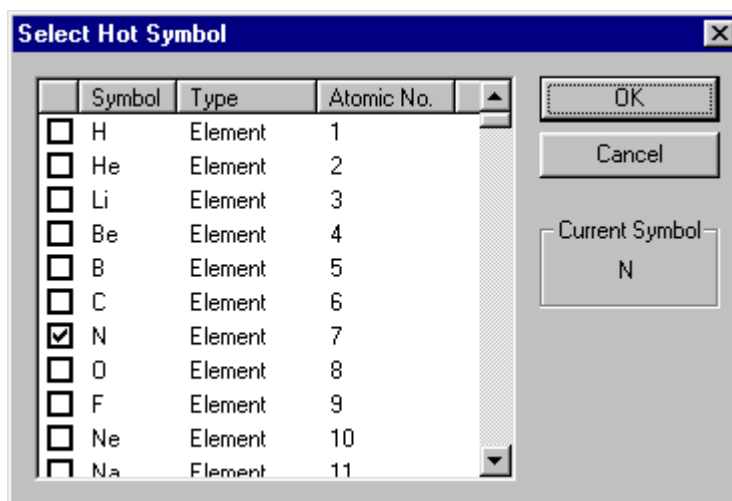 Select Hot Symbol
Symbol Type Atomic No.
H Element 1
He Element 2
Li Element 3
Be Element 4
B Element 5
C Element 6
N Element 7
O Element 8
F Element 9
Ne Element 10
Na Element 11
OK
Cancel
Current Symbol
N